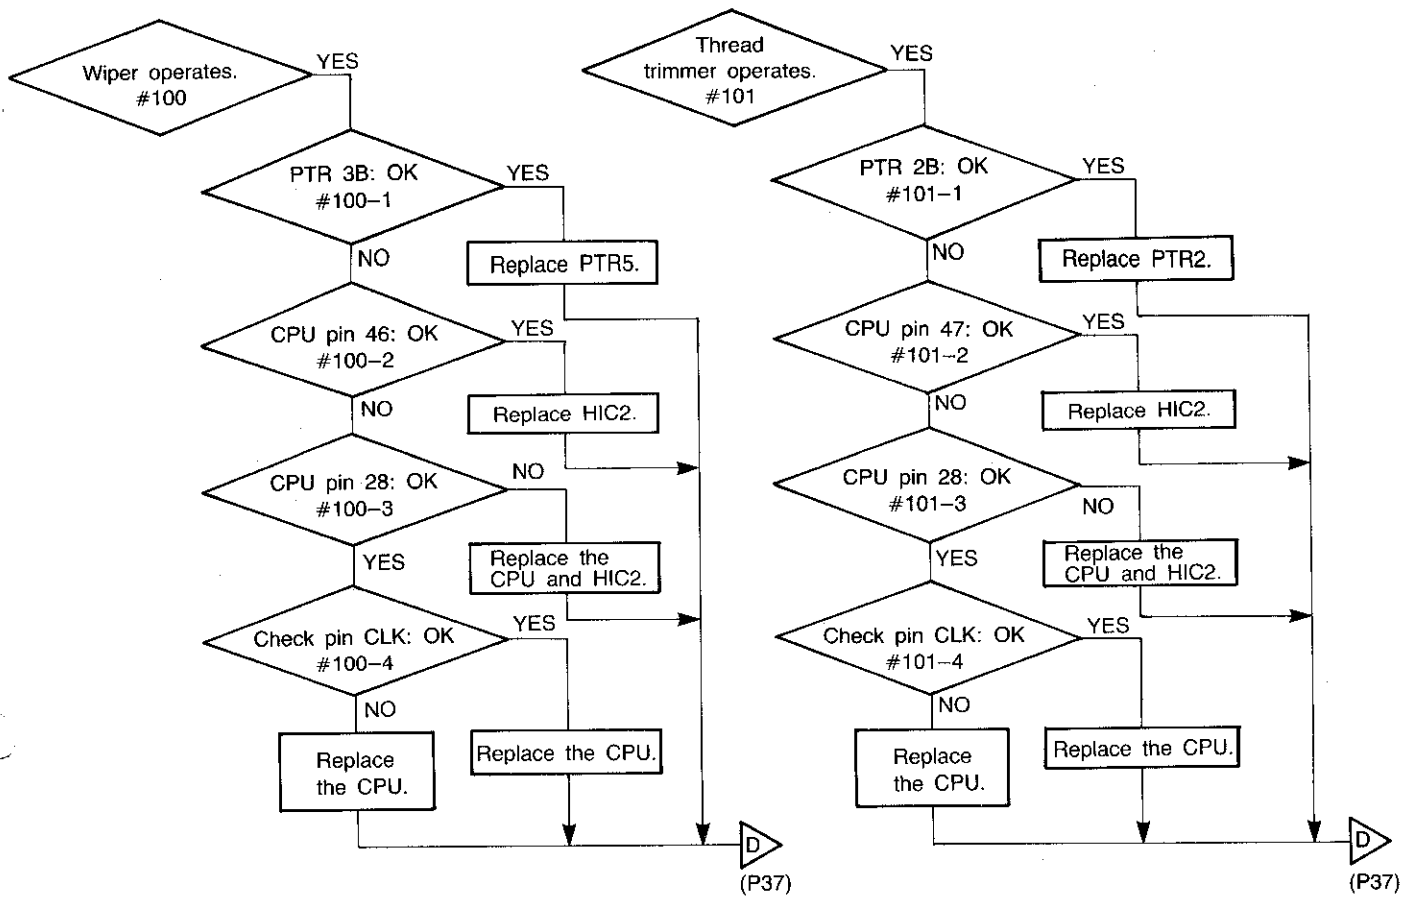 Wiper operates.
#100
YES
PTR 3B: OK
#100-1
YES
Replace PTR5.
NO
CPU pin 46: OK
#100-2
YES
Replace HIC2.
NO
CPU pin 28: OK
#100-3
NO
Replace the
CPU and HIC2.
YES
Check pin CLK: OK
#100-4
YES
Replace the CPU.
NO
Replace
the CPU.
D
(P37)
Thread
trimmer operates.
#101
YES
PTR 2B: OK
#101-1
YES
Replace PTR2.
NO
CPU pin 47: OK
#101-2
YES
Replace HIC2.
NO
CPU pin 28: OK
#101-3
NO
Replace the
CPU and HIC2.
YES
Check pin CLK: OK
#101-4
YES
Replace the CPU.
NO
Replace
the CPU.
D
(P37)